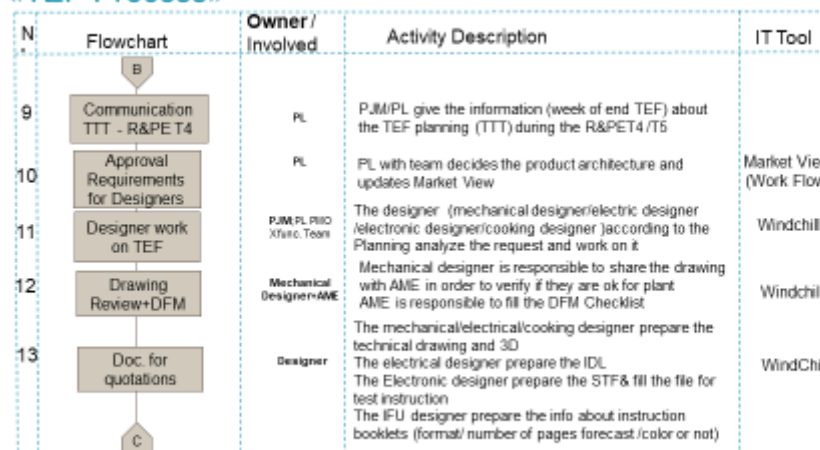 N
Flowchart
Owner /
Involved
Activity Description
IT Tool
B
9
Communication
TTT - R&PE T4
PL
PJM/PL give the information (week of end TEF) about
the TEF planning (TTT) during the R&PET4 /T5
10
Approval
Requirements
for Designers
PL
PL with team decides the product architecture and
updates Market View
Market Vie
(Work Flow
11
Designer work
on TEF
PJM, PL PMO
Xfunc. Team
The designer (mechanical designer/electric designer
/electronic designer/cooking designer )according to the
Planning analyze the request and work on it
Windchill
12
Drawing
Review+DFM
Mechanical
Designer+AME
Mechanical designer is responsible to share the drawing
with AME in order to verify if they are ok for plant
AME is responsible to fill the DFM Checklist
Windchill
13
Doc. for
quotations
Designer
The mechanical/electrical/cooking designer prepare the
technical drawing and 3D
The electrical designer prepare the IDL
The Electronic designer prepare the STF& fill the file for
test instruction
The IFU designer prepare the info about instruction
booklets (format/ number of pages forecast /color or not)
WindChi
C